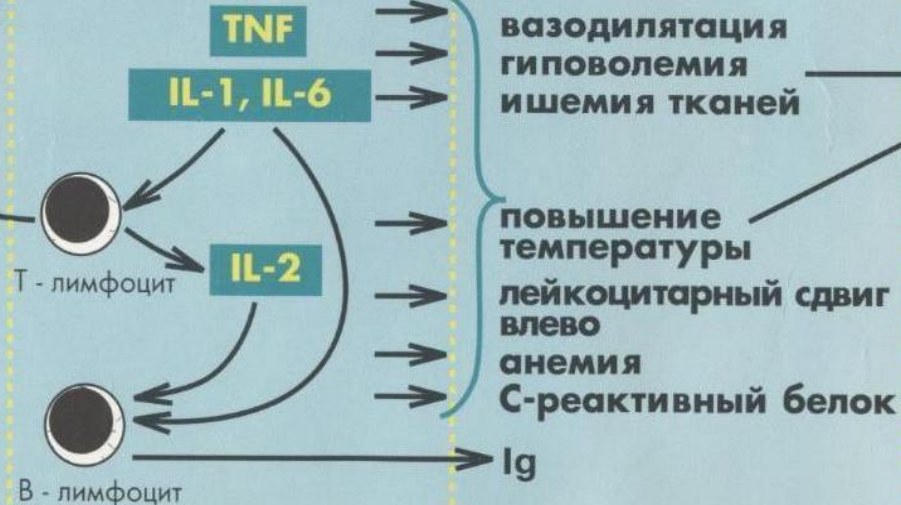 TNF
IL-1, IL-6
Т - лимфоцит
IL-2
В - лимфоцит
вазодилятация
гиповолемия
ишемия тканей
повышение
температуры
лейкоцитарный сдвиг
влево
анемия
С-реактивный белок
Ig